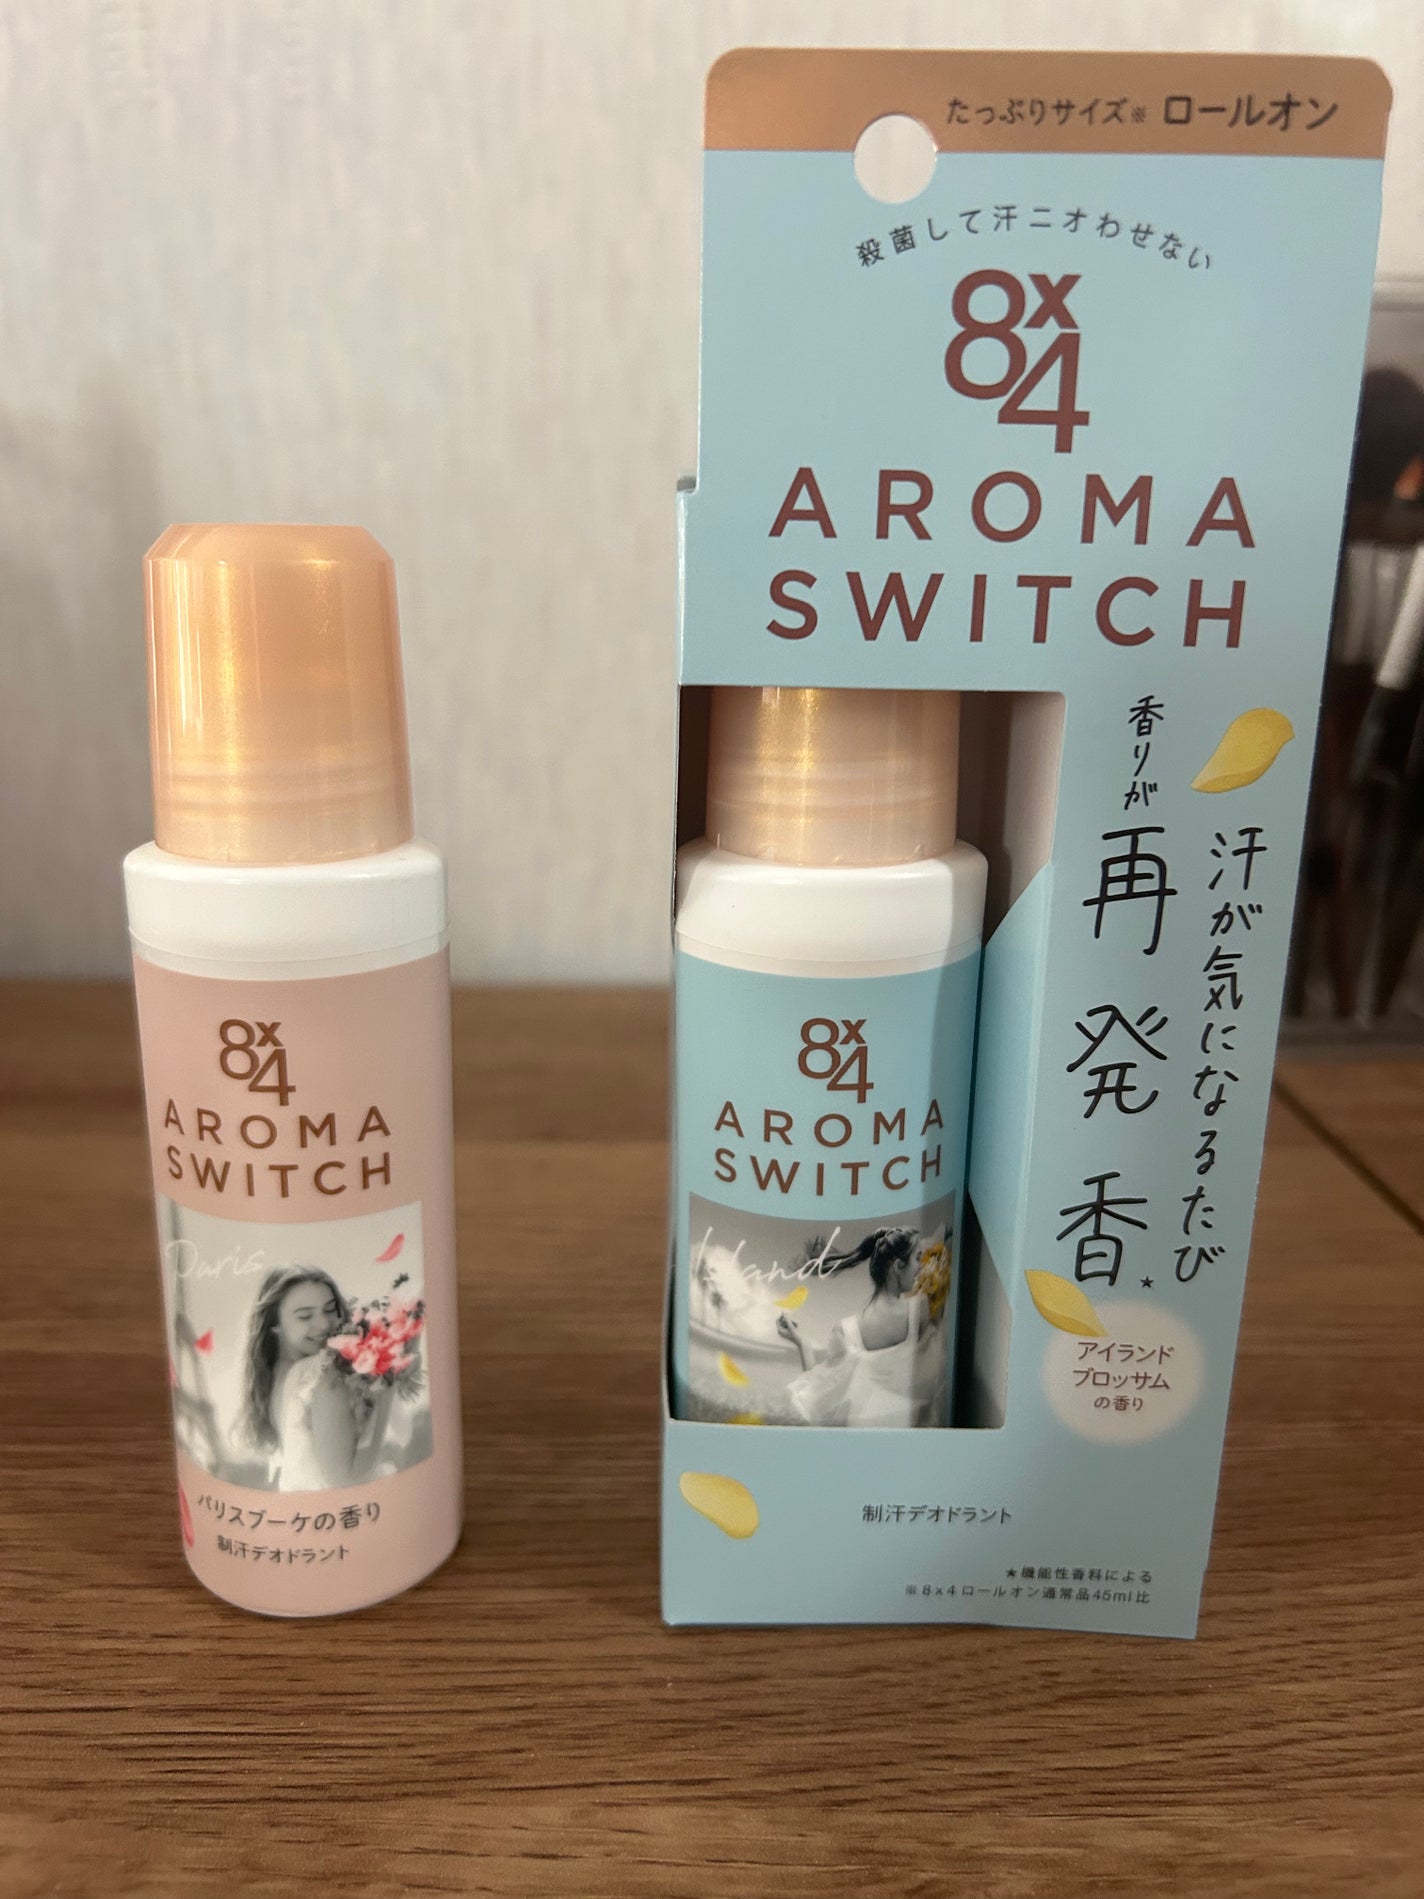 8x4
AROMA
SWITCH
Paris
パリスブーケの香り
制汗デオドラント
たっぷりサイズ※ ロールオン
殺菌して汗ニオわせない
8x4
AROMA
SWITCH
汗が気になるたび
香りが再発香★
8x4
AROMA
SWITCH
Island
アイランド
ブロッサム
の香り
制汗デオドラント
★機能性香料による
※8×4ロールオン通常品45ml比